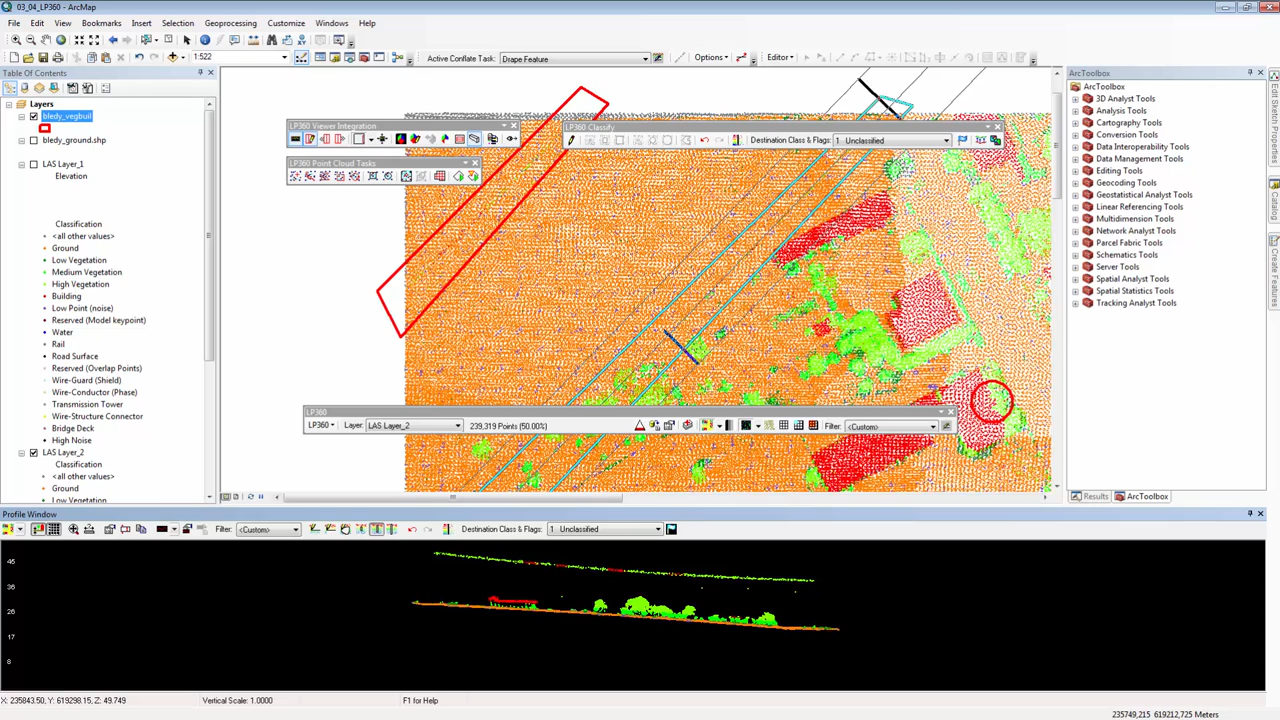 03_04_LP360 - ArcMap
File Edit View Bookmarks Insert Selection Geoprocessing Customize Windows Help
1:522
Active Conflate Task: Drape Feature
Options
Editor
Table Of Contents
Layers
bledy_vegbuil
bledy_ground.shp
LAS Layer_1
Elevation
Classification
<all other values>
Ground
Low Vegetation
Medium Vegetation
High Vegetation
Building
Low Point (noise)
Reserved (Model keypoint)
Water
Rail
Road Surface
Reserved (Overlap Points)
Wire-Guard (Shield)
Wire-Conductor (Phase)
Transmission Tower
Wire-Structure Connector
Bridge Deck
High Noise
LAS Layer_2
Classification
<all other values>
Ground
Low Vegetation
LP360 Viewer Integration
LP360 Point Cloud Tasks
LP360 Classify
Destination Class & Flags: 1 Unclassified
LP360
LP360 Layer: LAS Layer_2 239,319 Points (50.00%) Filter: <Custom>
ArcToolbox
ArcToolbox
3D Analyst Tools
Analysis Tools
Cartography Tools
Conversion Tools
Data Interoperability Tools
Data Management Tools
Editing Tools
Geocoding Tools
Geostatistical Analyst Tools
Linear Referencing Tools
Multidimension Tools
Network Analyst Tools
Parcel Fabric Tools
Schematics Tools
Server Tools
Spatial Analyst Tools
Spatial Statistics Tools
Tracking Analyst Tools
Results ArcToolbox
Edit Sketch Properties
Catalog
Create Features
Profile Window
Filter: <Custom>
Destination Class & Flags: 1 Unclassified
45
36
26
17
8
X: 235843.50, Y: 619298.15, Z: 49.749
Vertical Scale: 1.0000
F1 for Help
235749,215 619212,725 Meters